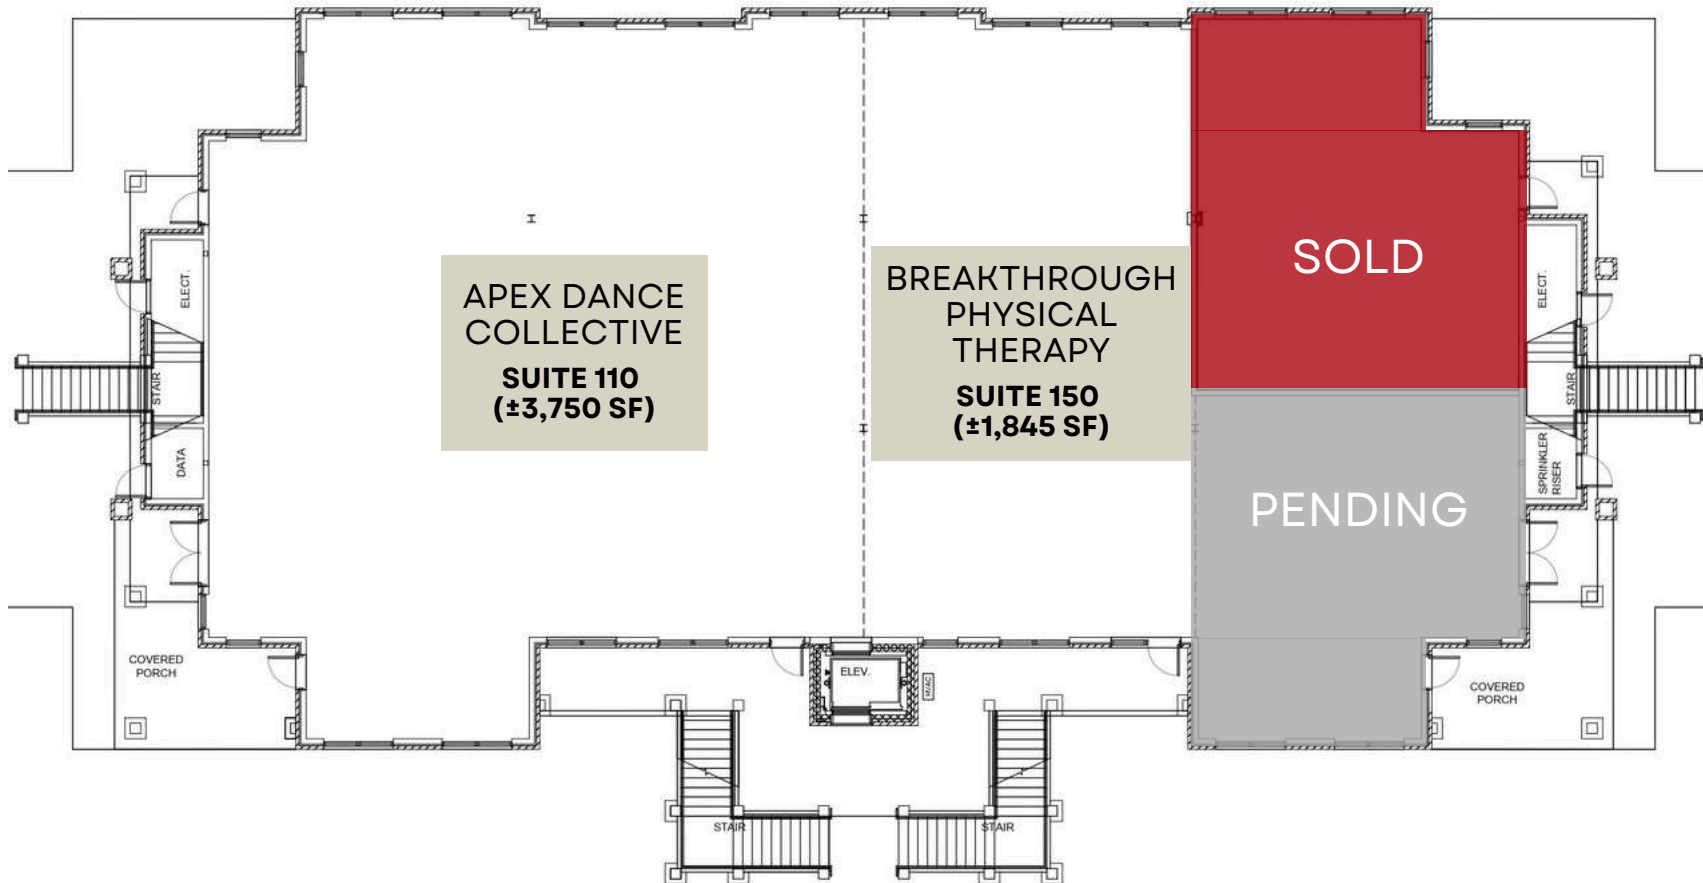 APEX DANCE
COLLECTIVE
SUITE 110
(±3,750 SF)
BREAKTHROUGH
PHYSICAL
THERAPY
SUITE 150
(±1,845 SF)
SOLD
PENDING
ELECT.
STAIR
DATA
COVERED
PORCH
ELEV.
HVAC
STAIR
STAIR
ELECT.
STAIR
SPRINKLER
RISER
COVERED
PORCH